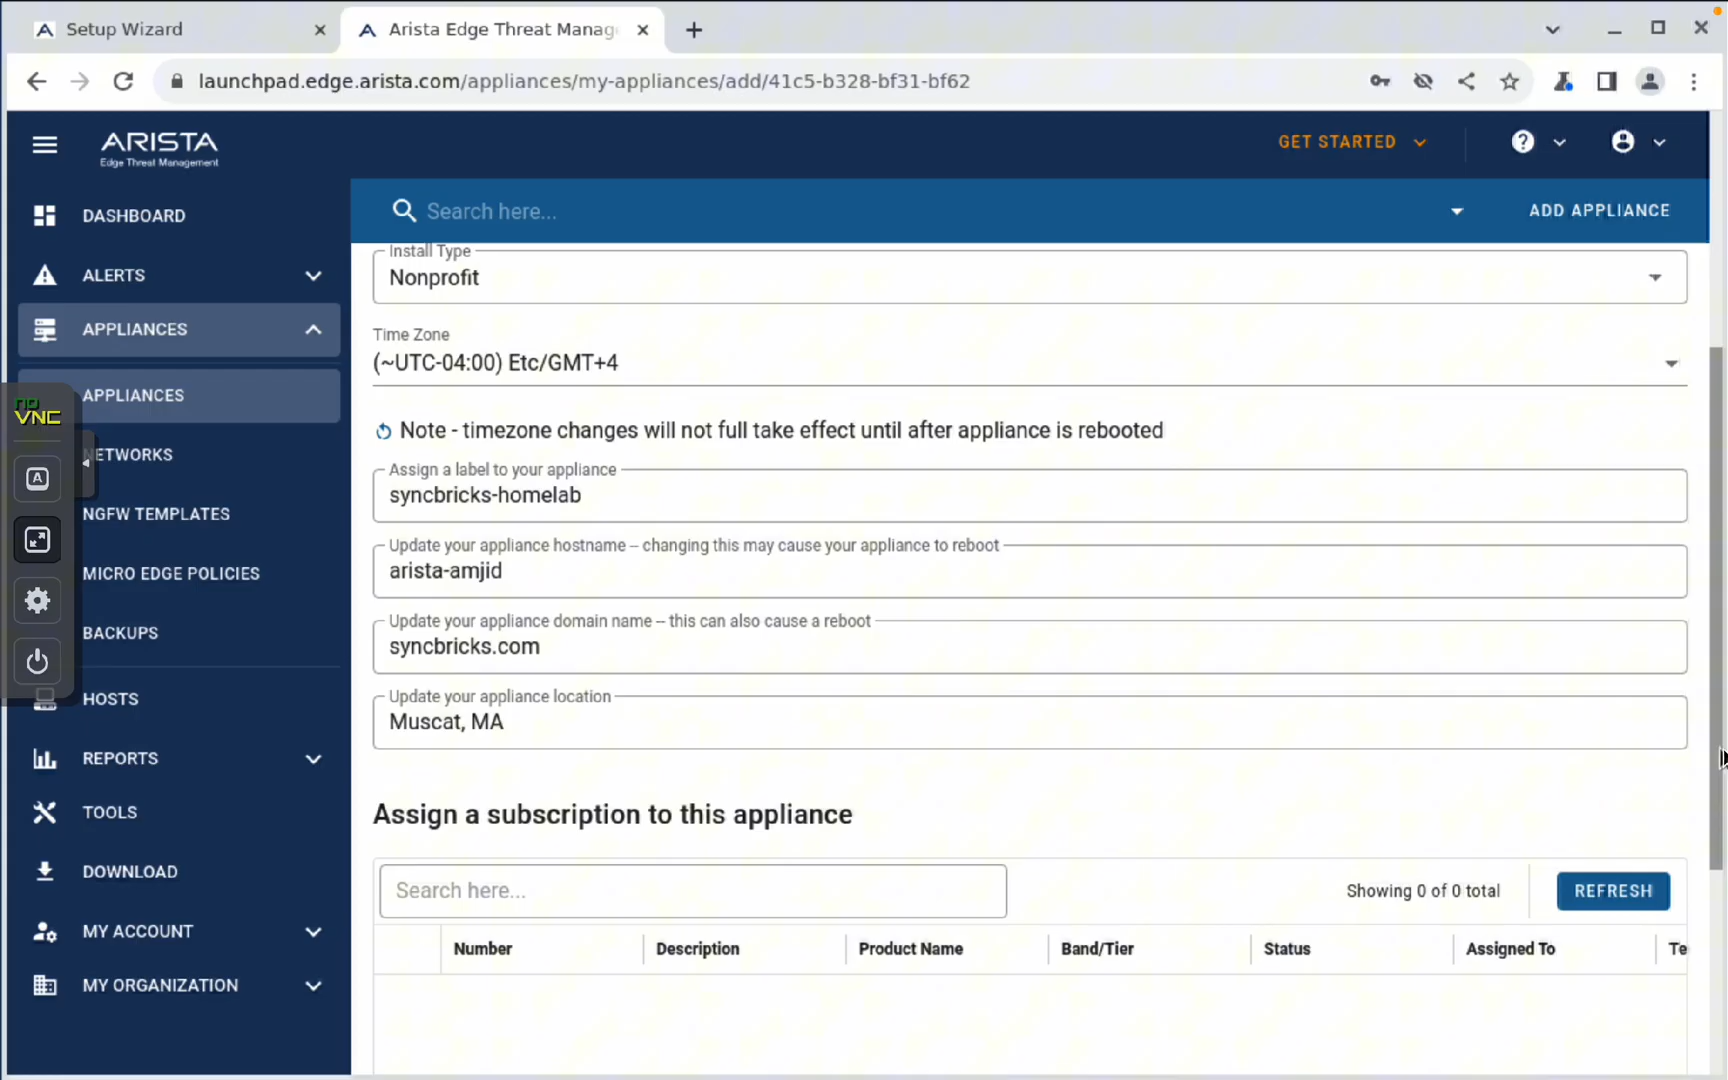 Setup Wizard
Arista Edge Threat Manag
launchpad.edge.arista.com/appliances/my-appliances/add/41c5-b328-bf31-bf62
ARISTA
Edge Threat Management
GET STARTED
Search here...
ADD APPLIANCE
DASHBOARD
ALERTS
APPLIANCES
APPLIANCES
NETWORKS
NGFW TEMPLATES
MICRO EDGE POLICIES
BACKUPS
HOSTS
REPORTS
TOOLS
DOWNLOAD
MY ACCOUNT
MY ORGANIZATION
no
VNC
A
Install Type
Nonprofit
Time Zone
(~UTC-04:00) Etc/GMT+4
Note - timezone changes will not full take effect until after appliance is rebooted
Assign a label to your appliance
syncbricks-homelab
Update your appliance hostname – changing this may cause your appliance to reboot
arista-amjid
Update your appliance domain name – this can also cause a reboot
syncbricks.com
Update your appliance location
Muscat, MA
Assign a subscription to this appliance
Search here...
Showing 0 of 0 total
REFRESH
Number Description Product Name Band/Tier Status Assigned To Te